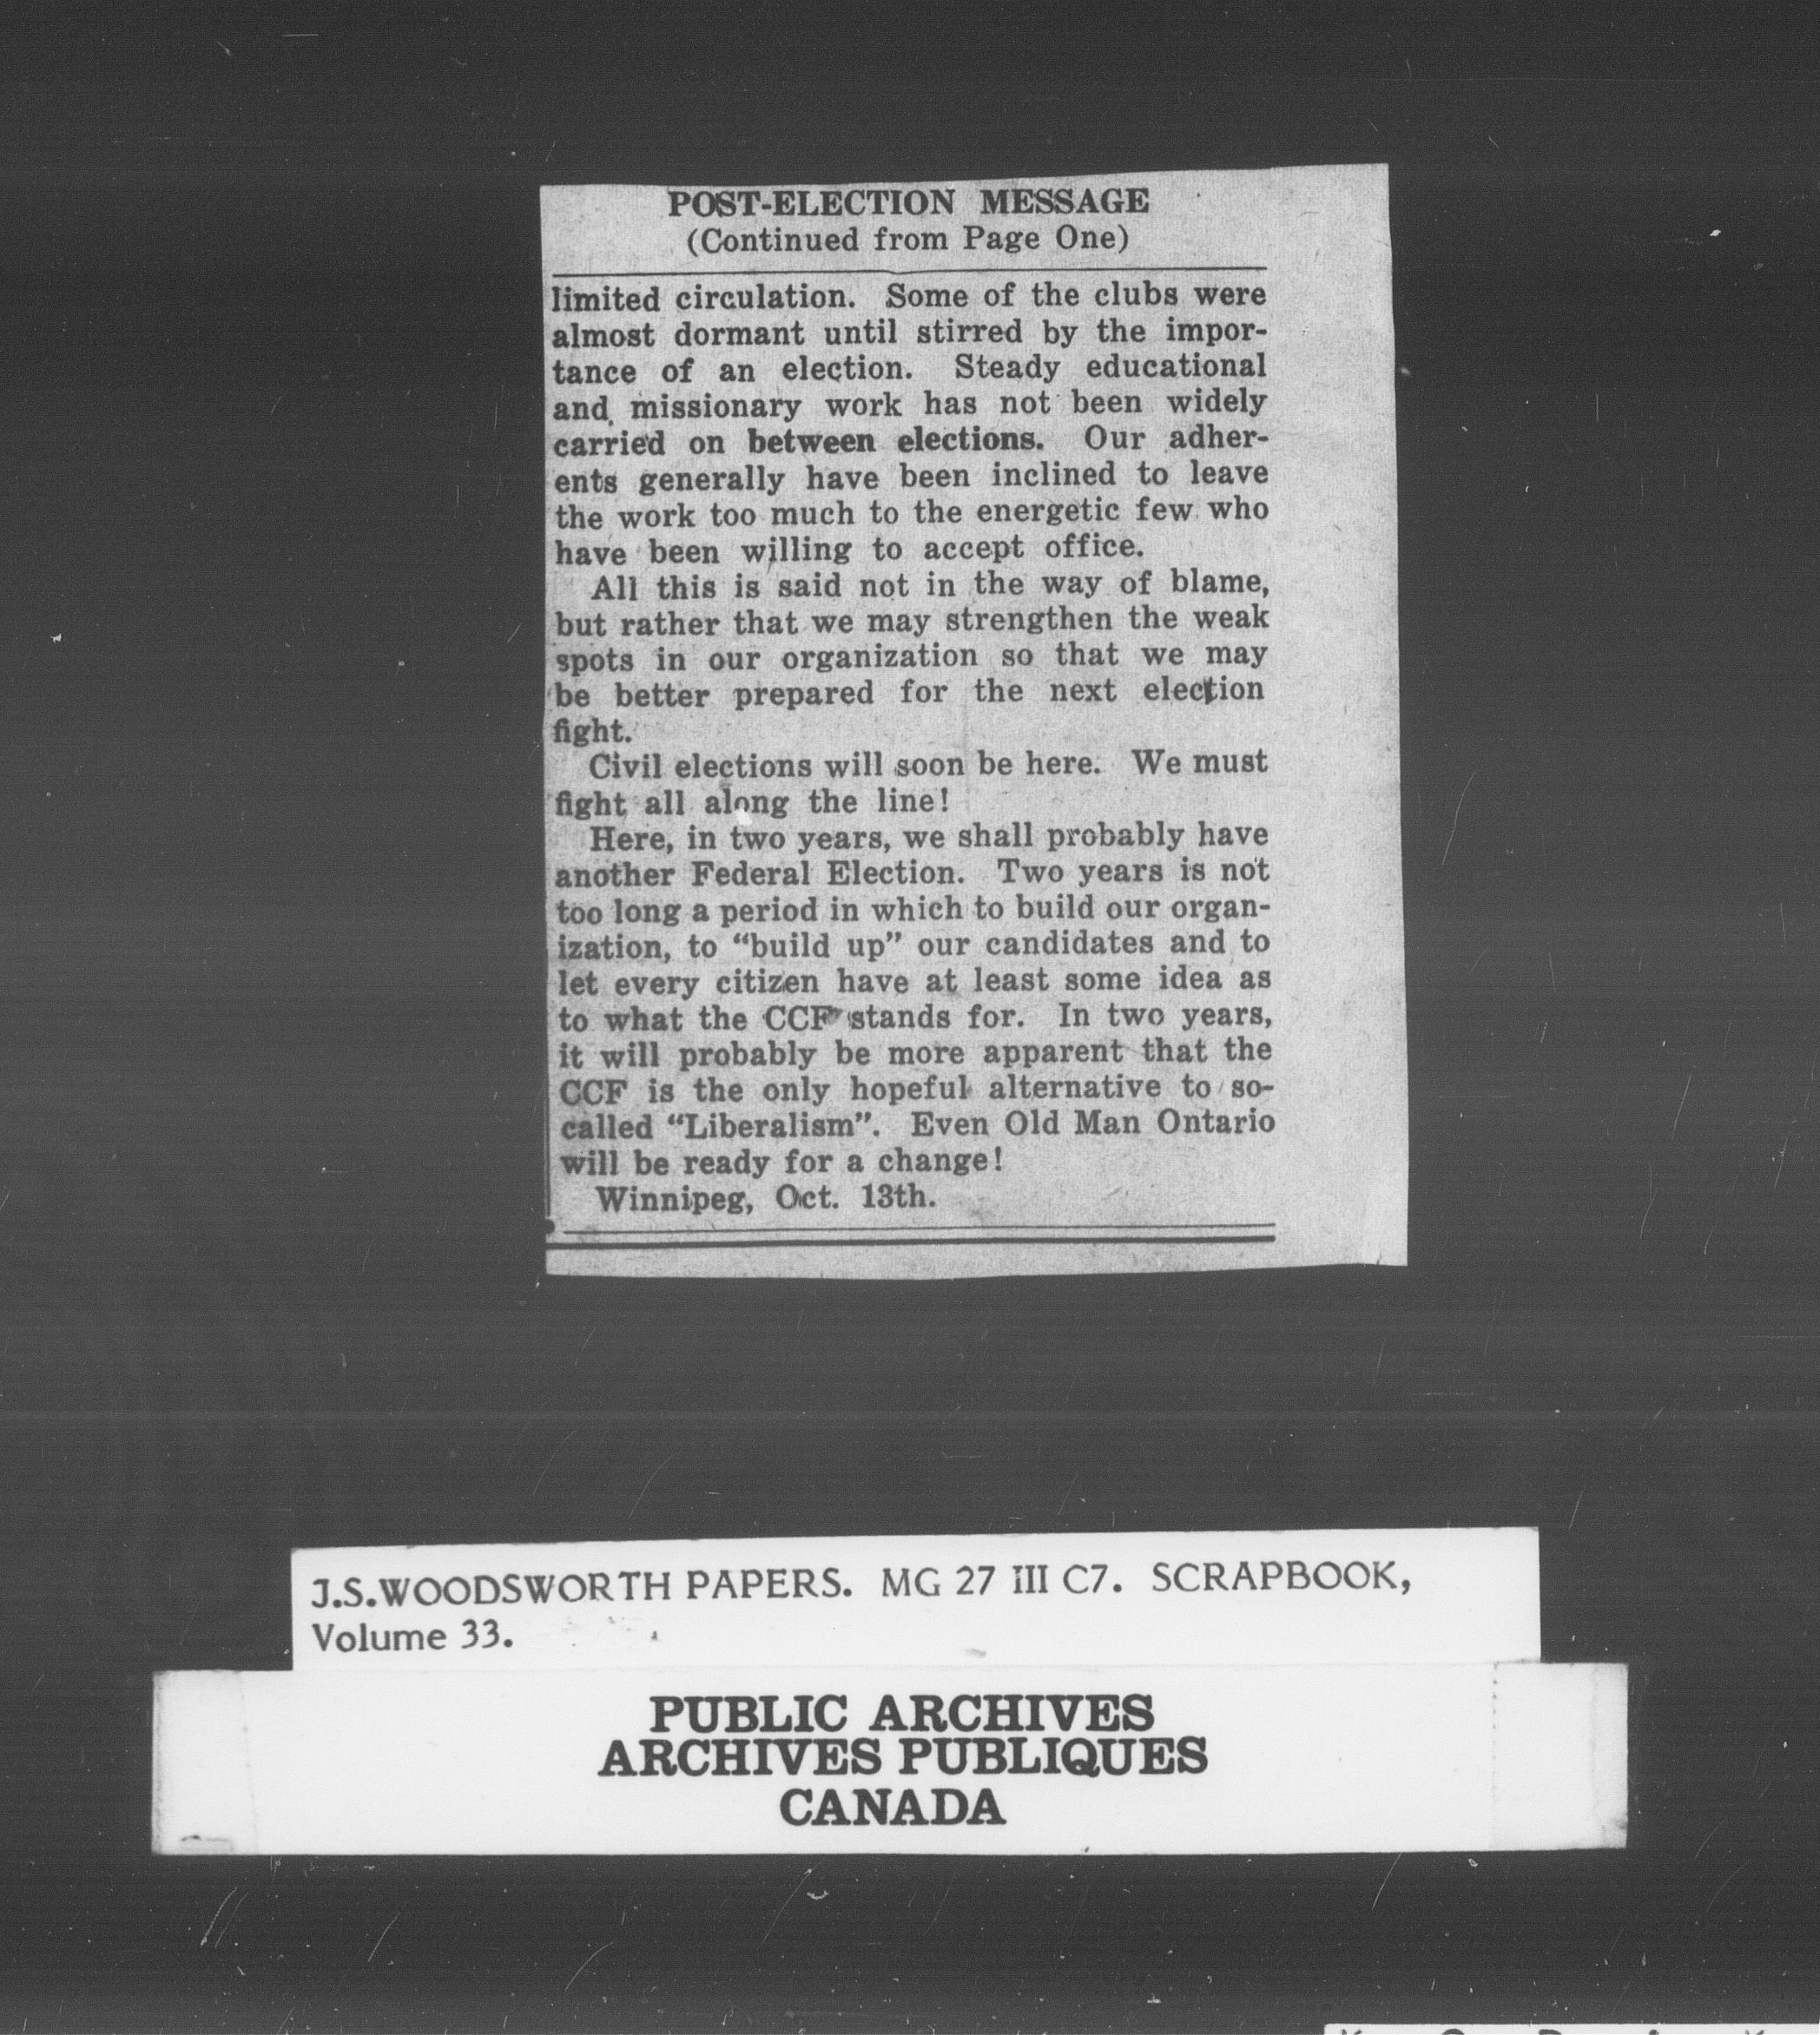 POST-ELECTION MESSAGE
(Continued from Page One)
limited circulation. Some of the clubs were
almost dormant until stirred by the impor-
tance of an election. Steady educational
and missionary work has not been widely
carried on between elections. Our adher-
ents generally have been inclined to leave
the work too much to the energetic few who
have been willing to accept office.
All this is said not in the way of blame,
but rather that we may strengthen the weak
spots in our organization so that we may
be better prepared for the next election
fight.
Civil elections will soon be here. We must
fight all along the line!
Here, in two years, we shall probably have
another Federal Election. Two years is not
too long a period in which to build our organ-
ization, to “build up” our candidates and to
let every citizen have at least some idea as
to what the CCF stands for. In two years,
it will probably be more apparent that the
CCF is the only hopeful alternative to so-
called “Liberalism”. Even Old Man Ontario
will be ready for a change!
Winnipeg, Oct. 13th.
J.S.WOODSWORTH PAPERS. MG 27 III C7. SCRAPBOOK,
Volume 33.
PUBLIC ARCHIVES
ARCHIVES PUBLIQUES
CANADA